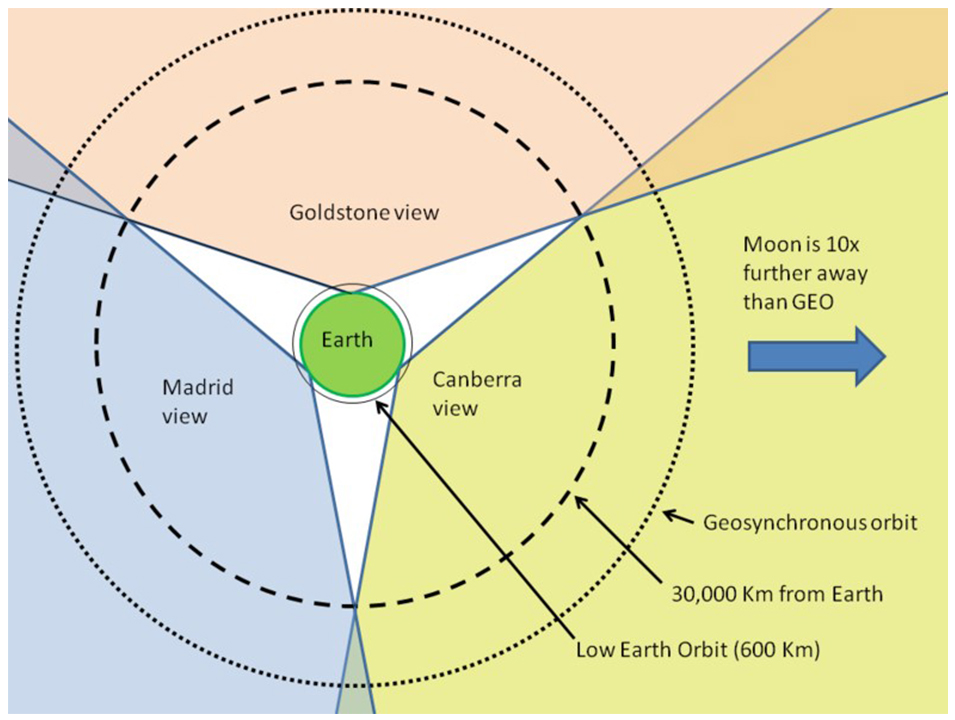 Goldstone view
Moon is 10x
further away
than GEO
Earth
Madrid
view
Canberra
view
Geosynchronous orbit
30,000 Km from Earth
Low Earth Orbit (600 Km)